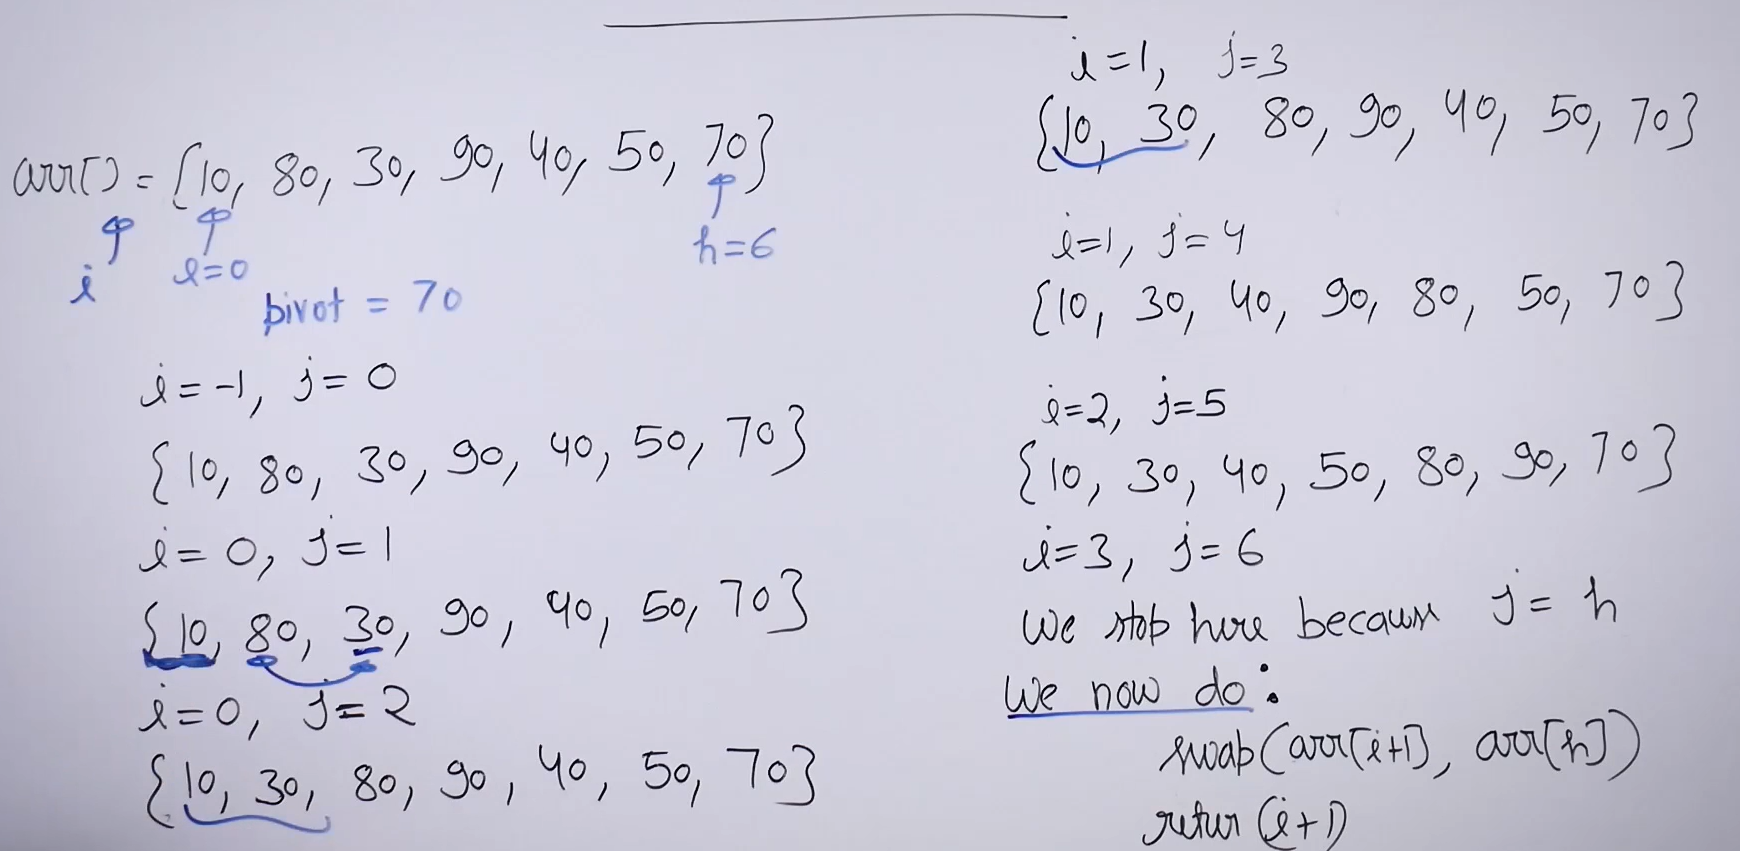 arr[] = {10, 80, 30, 90, 40, 50, 70}
i l=0 h=6
pivot = 70
i=-1, j=0
{10, 80, 30, 90, 40, 50, 70}
i=0, j=1
{10, 80, 30, 90, 40, 50, 70}
i=0, j=2
{10, 30, 80, 90, 40, 50, 70}
i=1, j=3
{10, 30, 80, 90, 40, 50, 70}
i=1, j=4
{10, 30, 40, 90, 80, 50, 70}
i=2, j=5
{10, 30, 40, 50, 80, 90, 70}
i=3, j=6
We stop here because j=h
We now do:
swap(arr[i+1], arr[h])
retur (i+1)